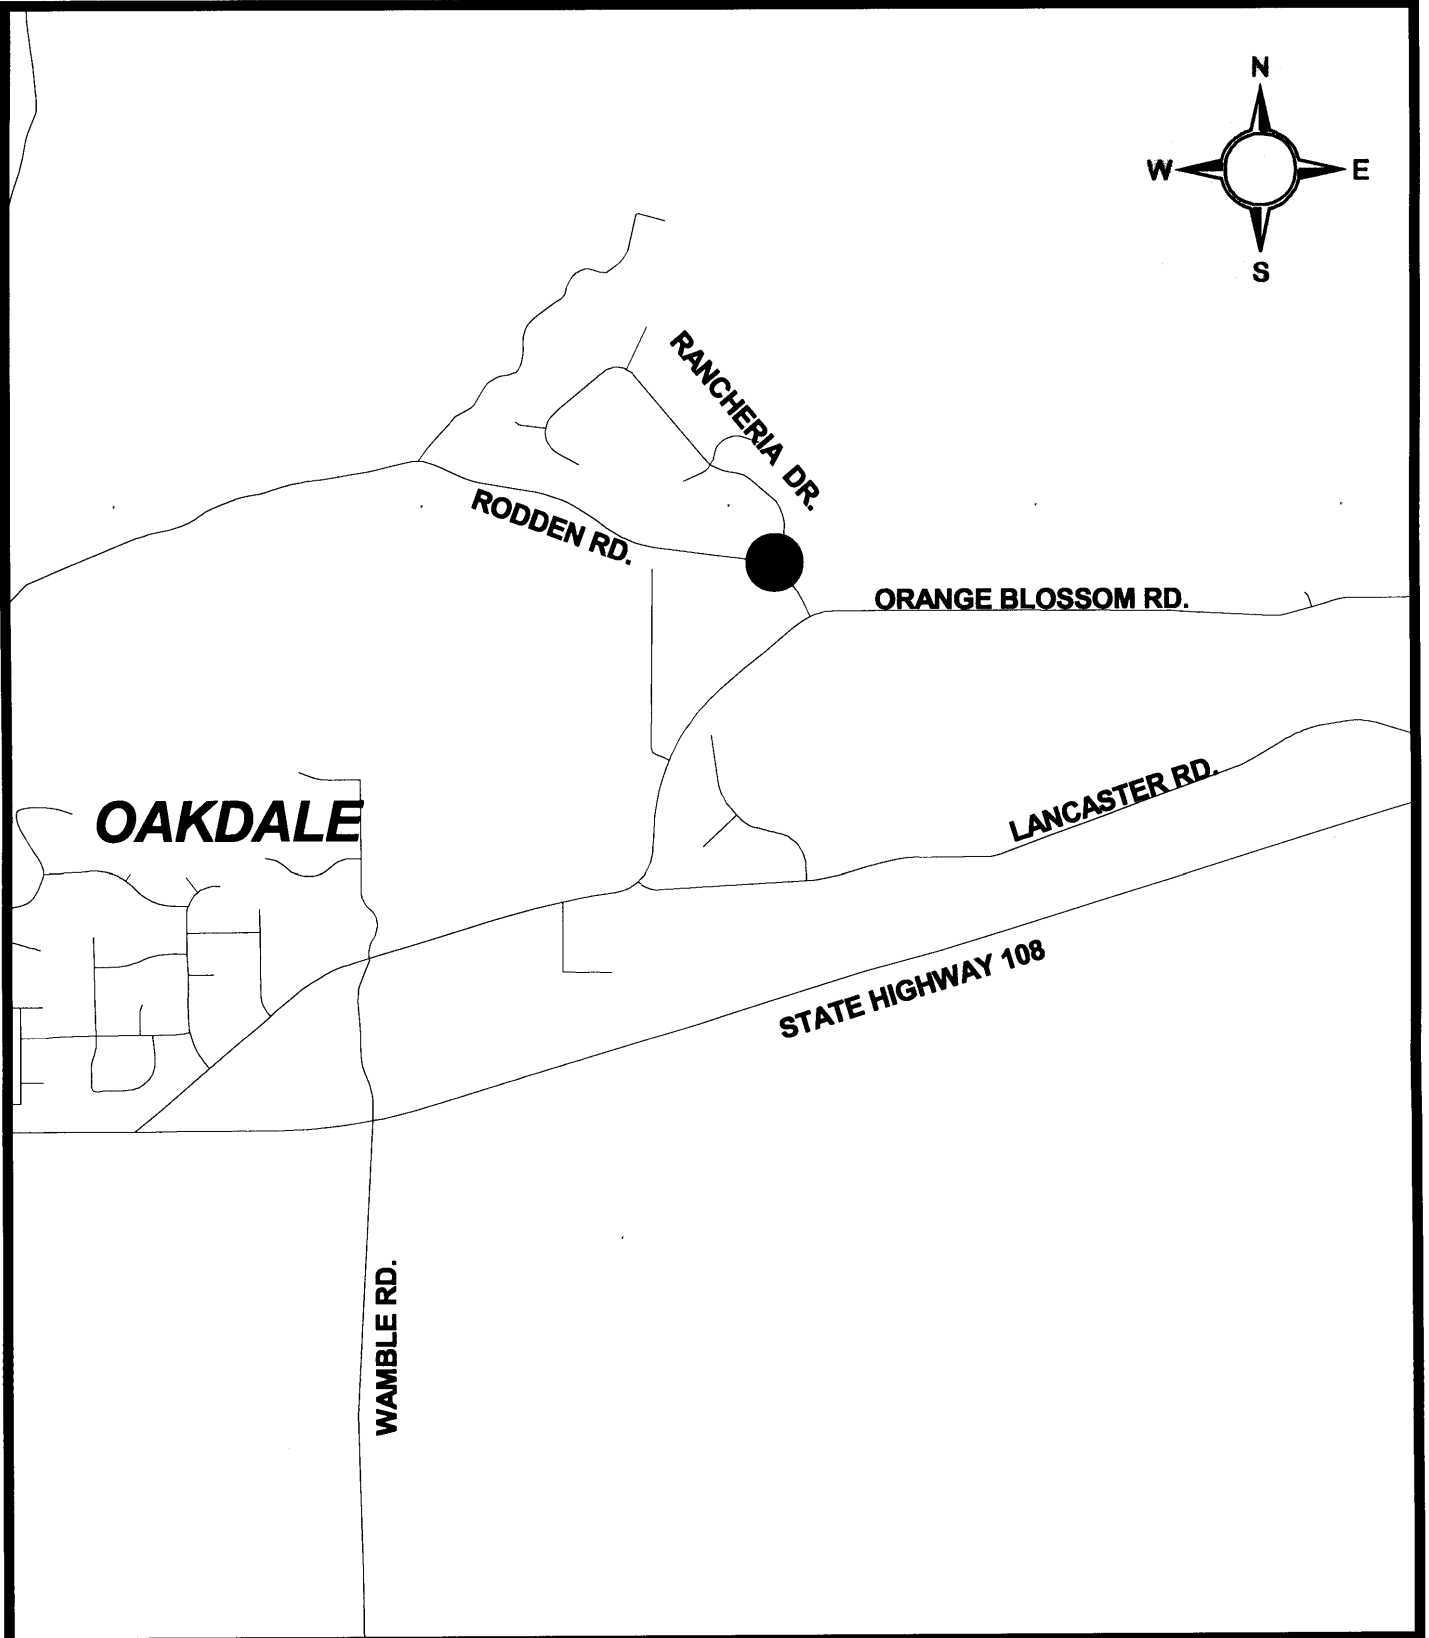 N
W
E
S
RANCHERIA DR.
RODDEN RD.
ORANGE BLOSSOM RD.
LANCASTER RD.
OAKDALE
STATE HIGHWAY 108
WAMBLE RD.